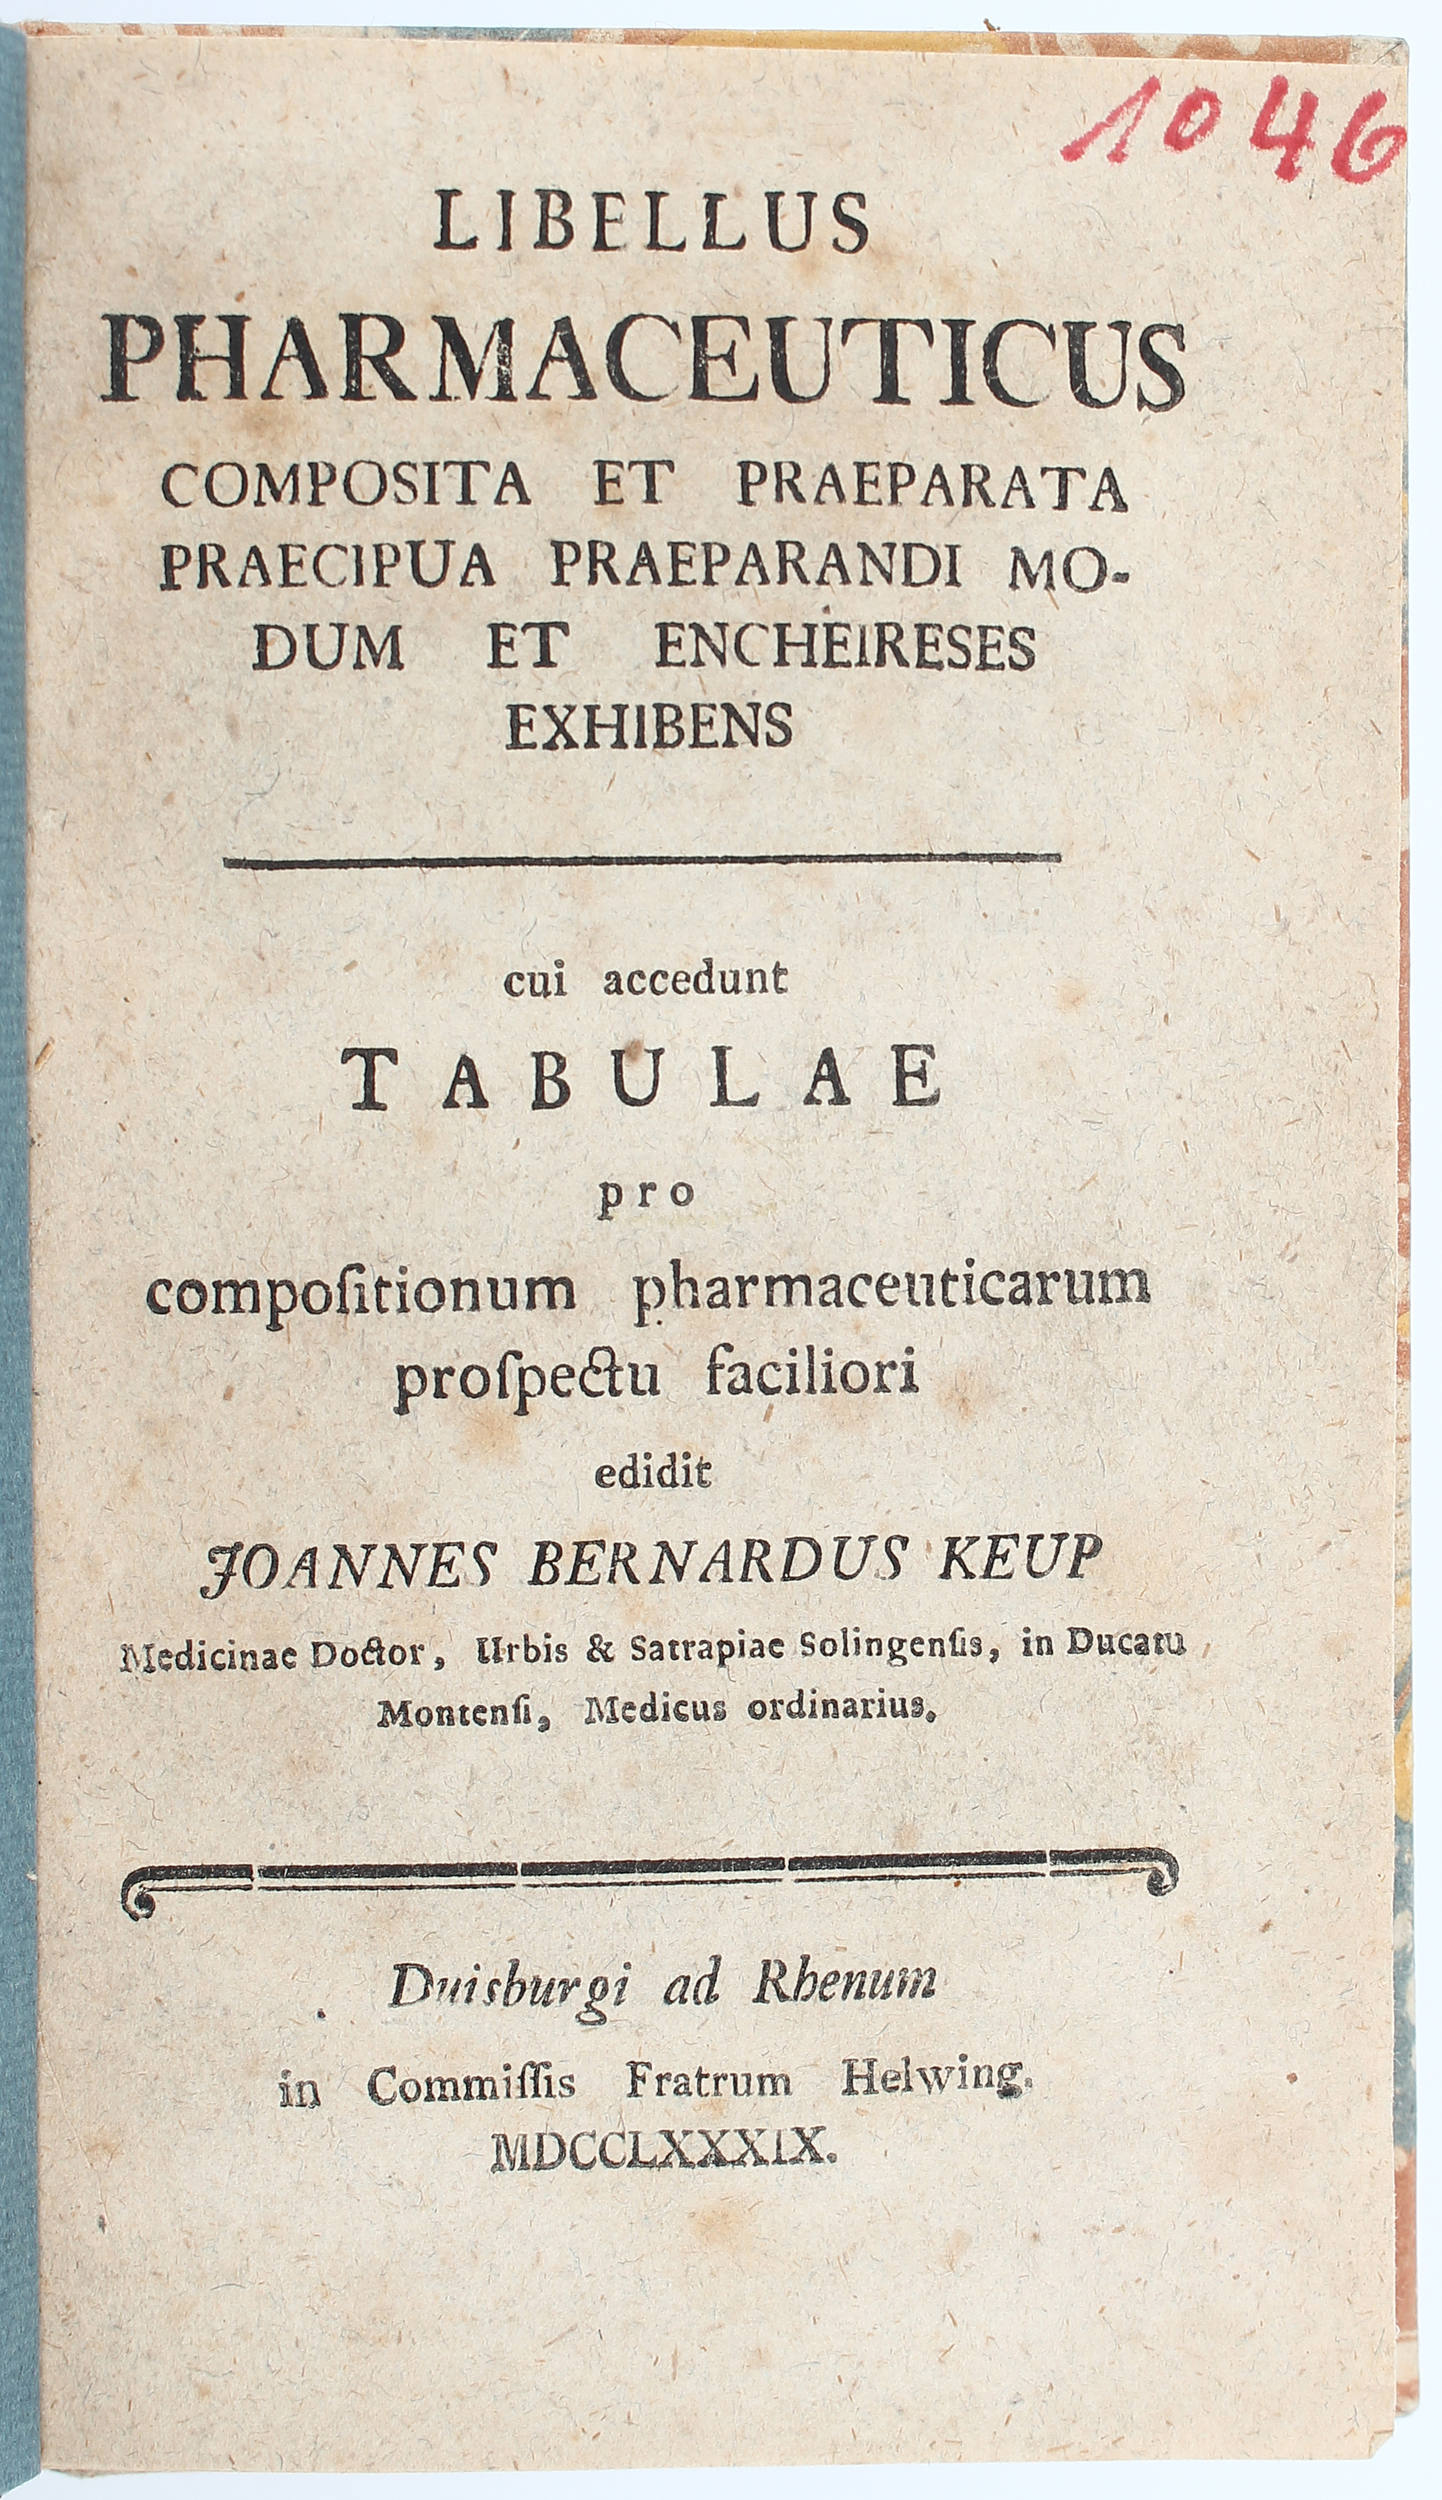 1046
LIBELLUS
PHARMACEUTICUS
COMPOSITA ET PRAEPARATA
PRAECIPUA PRAEPARANDI MO-
DUM ET ENCHEIRESES
EXHIBENS
cui accedunt
TABULAE
pro
compoſitionum pharmaceuticarum
proſpectu faciliori
edidit
JOANNES BERNARDUS KEUP
Medicinae Doctor, Urbis & Satrapiae Solingenſis, in Ducatu
Montenſi, Medicus ordinarius.
Duisburgi ad Rhenum
in Commiſſis Fratrum Helwing.
MDCCLXXXIX.